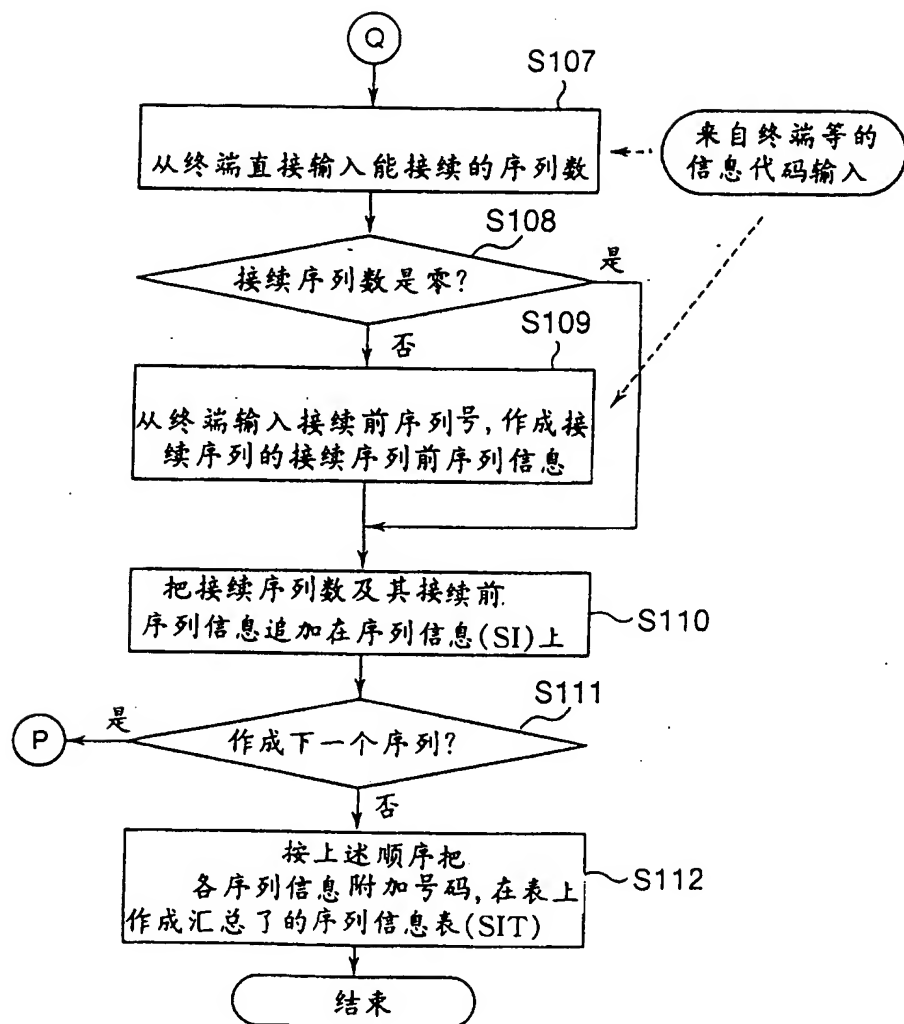 Q
S107
从终端直接输入能接续的序列数
来自终端等的
信息代码输入
S108
接续序列数是零?
是
否
S109
从终端输入接续前序列号,作成接
续序列的接续序列前序列信息
把接续序列数及其接续前
序列信息追加在序列信息(SI)上
S110
S111
作成下一个序列?
是
P
否
按上述顺序把
各序列信息附加号码,在表上
作成汇总了的序列信息表(SIT)
S112
结束